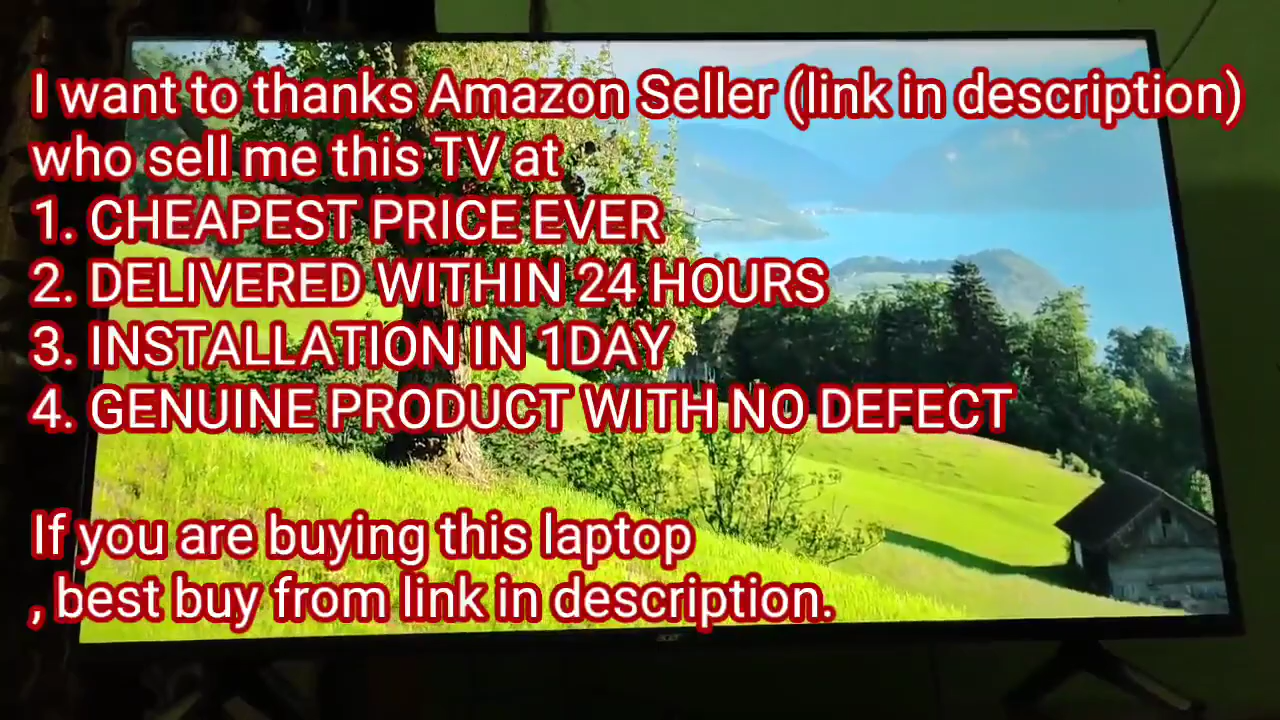 I want to thanks Amazon Seller (link in description)
who sell me this TV at
1. CHEAPEST PRICE EVER
2. DELIVERED WITHIN 24 HOURS
3. INSTALLATION IN 1DAY
4. GENUINE PRODUCT WITH NO DEFECT
If you are buying this laptop
, best buy from link in description.